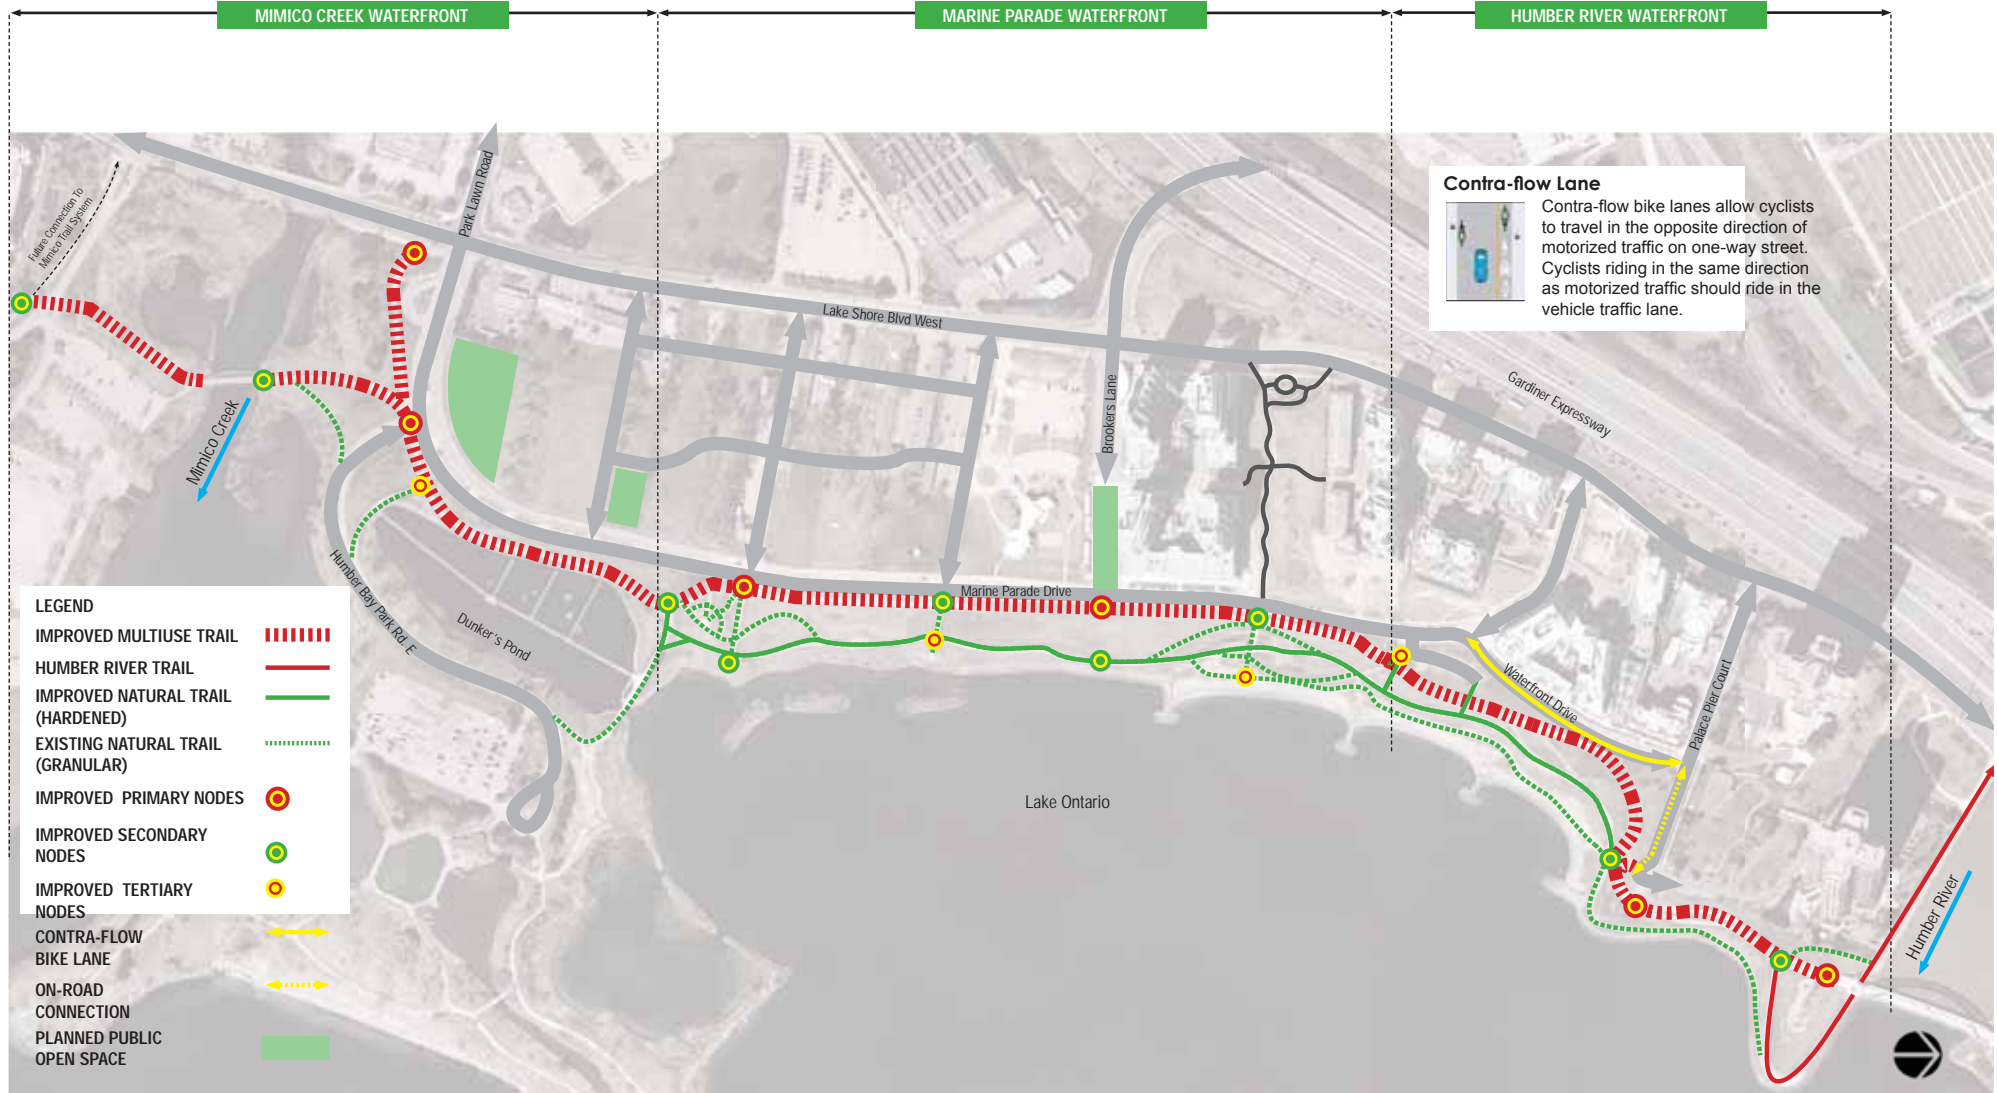 MIMICO CREEK WATERFRONT
MARINE PARADE WATERFRONT
HUMBER RIVER WATERFRONT
Contra-flow Lane
Contra-flow bike lanes allow cyclists
to travel in the opposite direction of
motorized traffic on one-way street.
Cyclists riding in the same direction
as motorized traffic should ride in the
vehicle traffic lane.
Future Connection To
Mimico Trail System
Park Lawn Road
Lake Shore Blvd West
Brookers Lane
Gardiner Expressway
Mimico Creek
Humber Bay Park Rd. E
Dunker's Pond
Marine Parade Drive
Waterfront Drive
Palace Pier Court
Lake Ontario
Humber River
LEGEND
IMPROVED MULTIUSE TRAIL
HUMBER RIVER TRAIL
IMPROVED NATURAL TRAIL
(HARDENED)
EXISTING NATURAL TRAIL
(GRANULAR)
IMPROVED PRIMARY NODES
IMPROVED SECONDARY
NODES
IMPROVED TERTIARY
NODES
CONTRA-FLOW
BIKE LANE
ON-ROAD
CONNECTION
PLANNED PUBLIC
OPEN SPACE